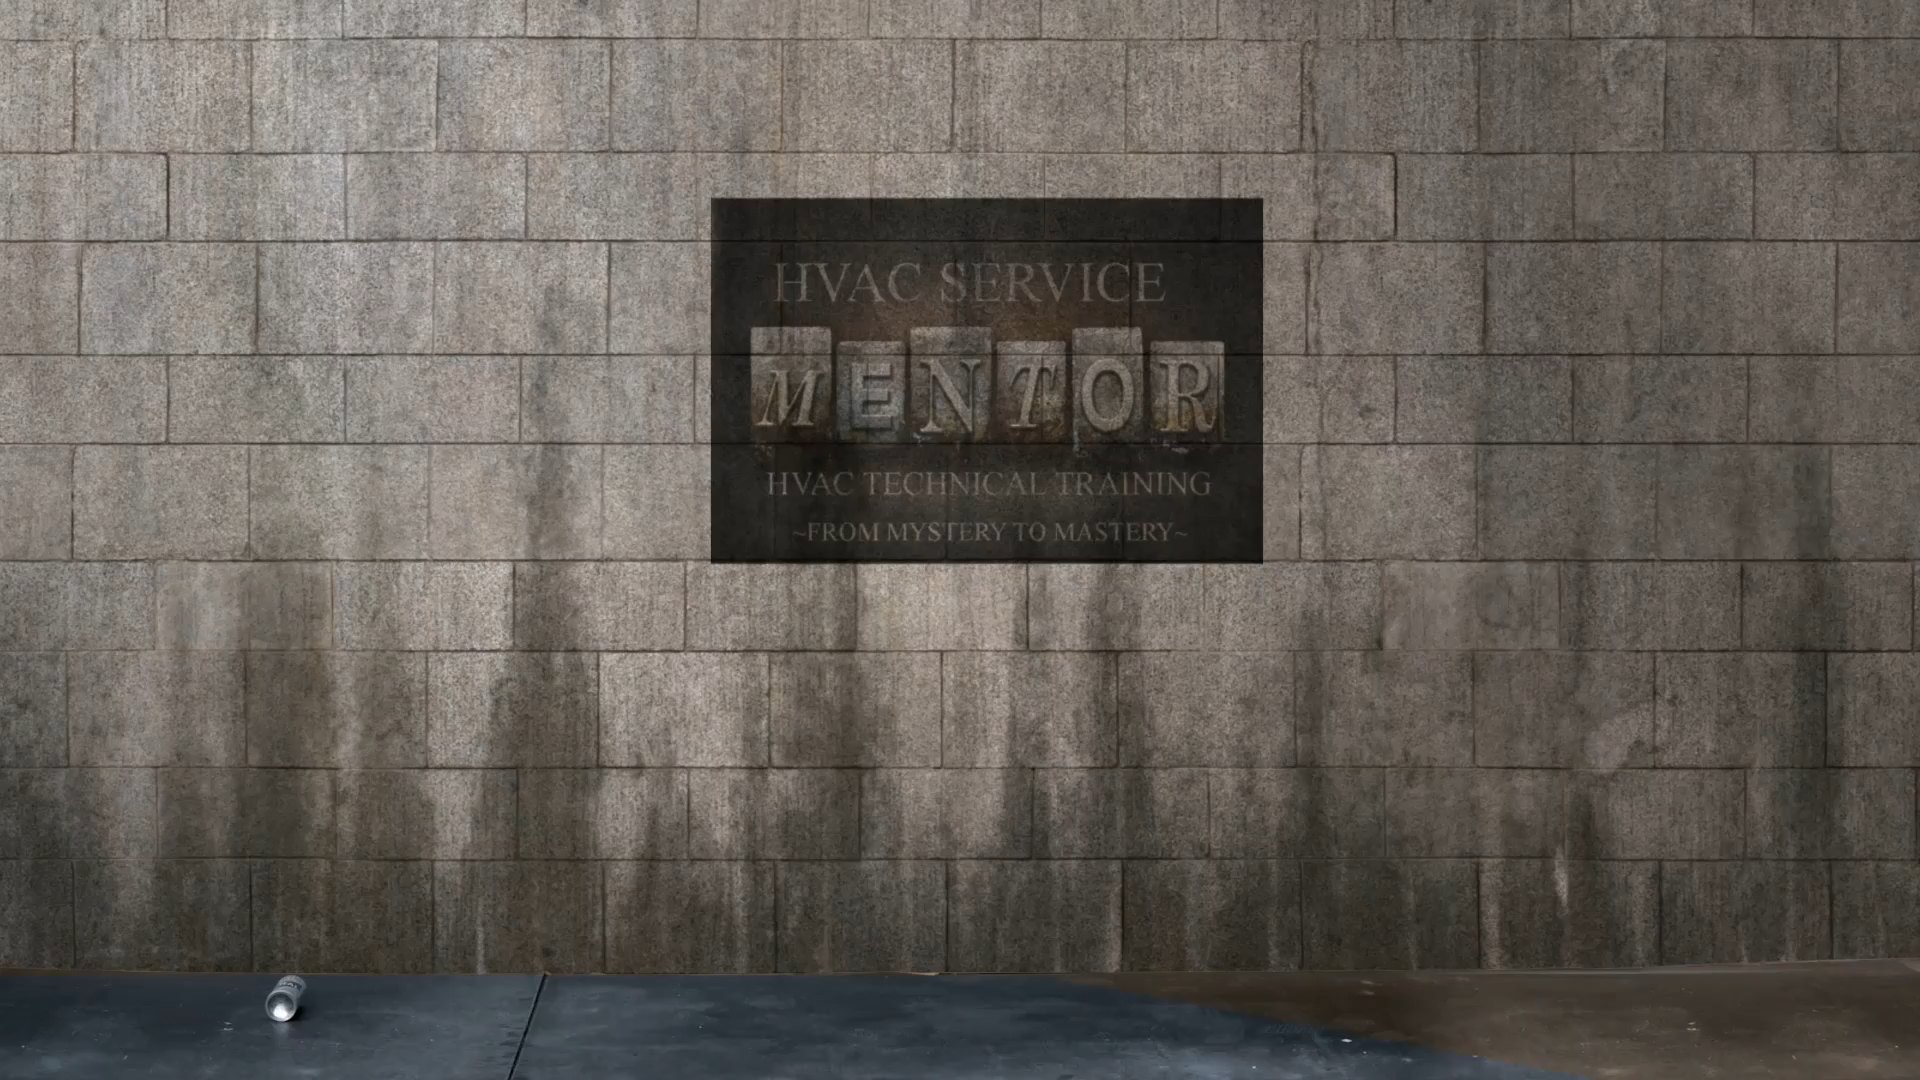 HVAC SERVICE
MENTOR
HVAC TECHNICAL TRAINING
~FROM MYSTERY TO MASTERY~